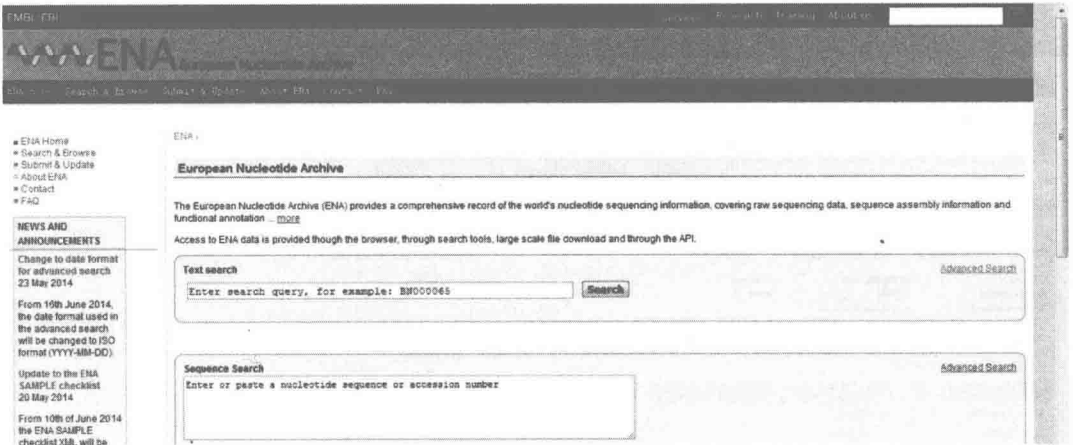 EMBL-EBI
Services Research Training About us
ENA
European Nucleotide Archive
Search & Browse Submit & Update About ENA Contact FAQ
ENA Home
Search & Browse
Submit & Update
About ENA
Contact
FAQ
NEWS AND
ANNOUNCEMENTS
Change to date format
for advanced search
23 May 2014
From 16th June 2014,
the date format used in
the advanced search
will be changed to ISO
format (YYYY-MM-DD).
Update to the ENA
SAMPLE checklist
20 May 2014
From 10th of June 2014
the ENA SAMPLE
checklist XML will be
ENA
European Nucleotide Archive
The European Nucleotide Archive (ENA) provides a comprehensive record of the world's nucleotide sequencing information, covering raw sequencing data, sequence assembly information and
functional annotation ... more
Access to ENA data is provided though the browser, through search tools, large scale file download and through the API.
Text search
Advanced Search
Enter search query, for example: BN000065
Search
Sequence Search
Advanced Search
Enter or paste a nucleotide sequence or accession number